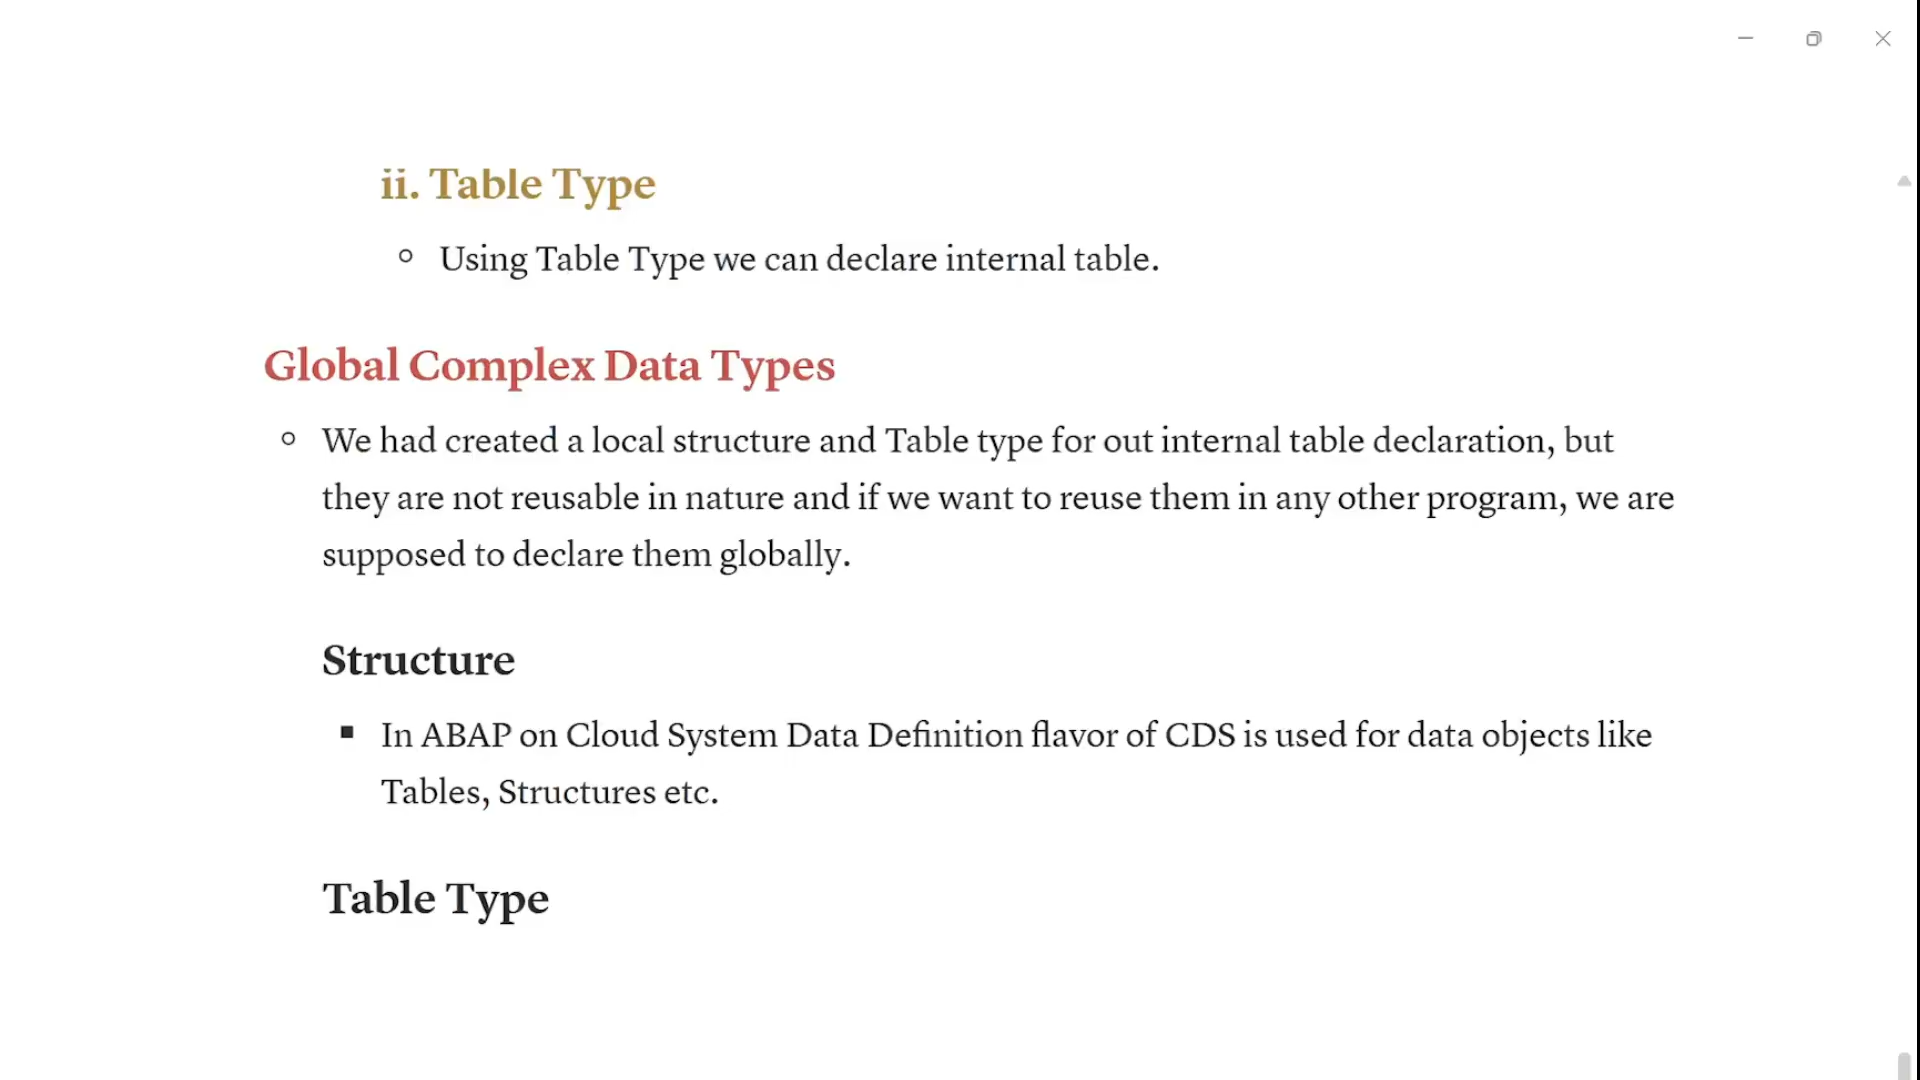 ii. Table Type
Using Table Type we can declare internal table.
Global Complex Data Types
We had created a local structure and Table type for out internal table declaration, but
they are not reusable in nature and if we want to reuse them in any other program, we are
supposed to declare them globally.
Structure
In ABAP on Cloud System Data Definition flavor of CDS is used for data objects like
Tables, Structures etc.
Table Type